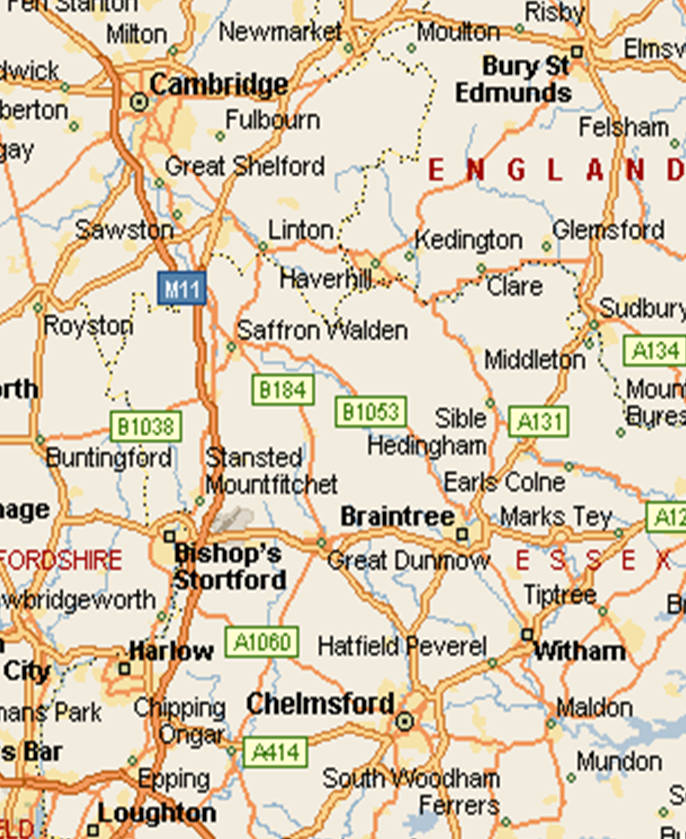 Fen Stanton
Risby
Milton
Newmarket
Moulton
Elmsw
dwick
Bury St
Edmunds
Cambridge
berton
Fulbourn
Felsham
gay
Great Shelford
ENGLAND
Sawston
Linton
Kedington
Glemsford
Haverhill
Clare
M11
Royston
Saffron Walden
Sudbury
A134
Middleton
orth
B184
B1053
Moun
Bures
B1038
Sible
Hedingham
A131
Buntingford
Stansted
Mountfitchet
Earls Colne
nage
Braintree
Marks Tey
A12
FORDSHIRE
Bishop's
Stortford
Great Dunmow
ESSEX
wbridgeworth
Tiptree
Br
n
City
Harlow
A1060
Hatfield Peverel
Witham
mans Park
Chipping
Ongar
Chelmsford
Maldon
s Bar
A414
Epping
South Woodham
Ferrers
Mundon
Loughton
S
ELD
Bu